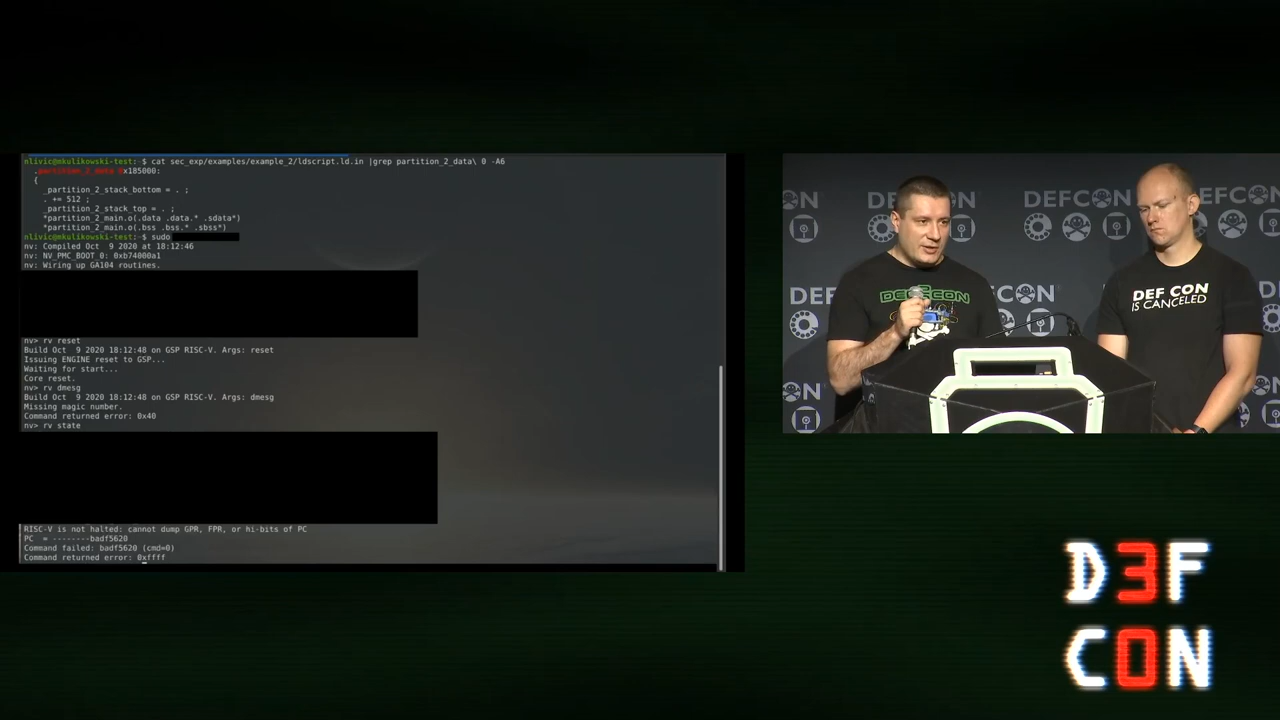 nlivic@mkulikowski-test:~$ cat sec_exp/examples/example_2/ldscript.ld.in |grep partition_2_data\ 0 -A6
.partition_2_data 0x185000:
{
_partition_2_stack_bottom = . ;
. += 512 ;
_partition_2_stack_top = . ;
*partition_2_main.o(.data .data.* .sdata*)
*partition_2_main.o(.bss .bss.* .sbss*)
nlivic@mkulikowski-test:~$ sudo
nv: Compiled Oct  9 2020 at 18:12:46
nv: NV_PMC_BOOT_0: 0xb74000a1
nv: Wiring up GA104 routines.
nv> rv reset
Build Oct  9 2020 18:12:48 on GSP RISC-V. Args: reset
Issuing ENGINE reset to GSP...
Waiting for start...
Core reset.
nv> rv dmesg
Build Oct  9 2020 18:12:48 on GSP RISC-V. Args: dmesg
Missing magic number.
Command returned error: 0x40
nv> rv state
RISC-V is not halted: cannot dump GPR, FPR, or hi-bits of PC
PC  = --------badf5620
Command failed: badf5620 (cmd=0)
Command returned error: 0xffff
DEFCON
DEFCON
DEFCON
DEF CON
IS CANCELED
D3F
C0N